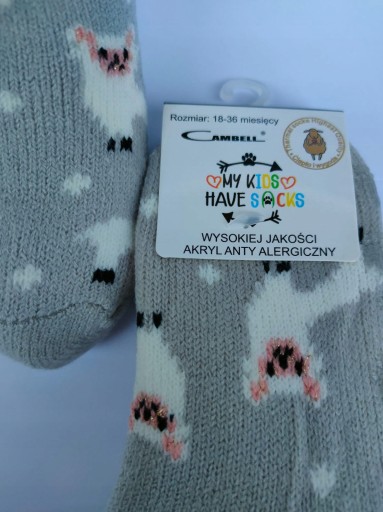 Rozmiar: 18-36 miesięcy
CAMBELL®
MY KIDS
HAVE SOCKS
WYSOKIEJ JAKOŚCI
AKRYL ANTY ALERGICZNY